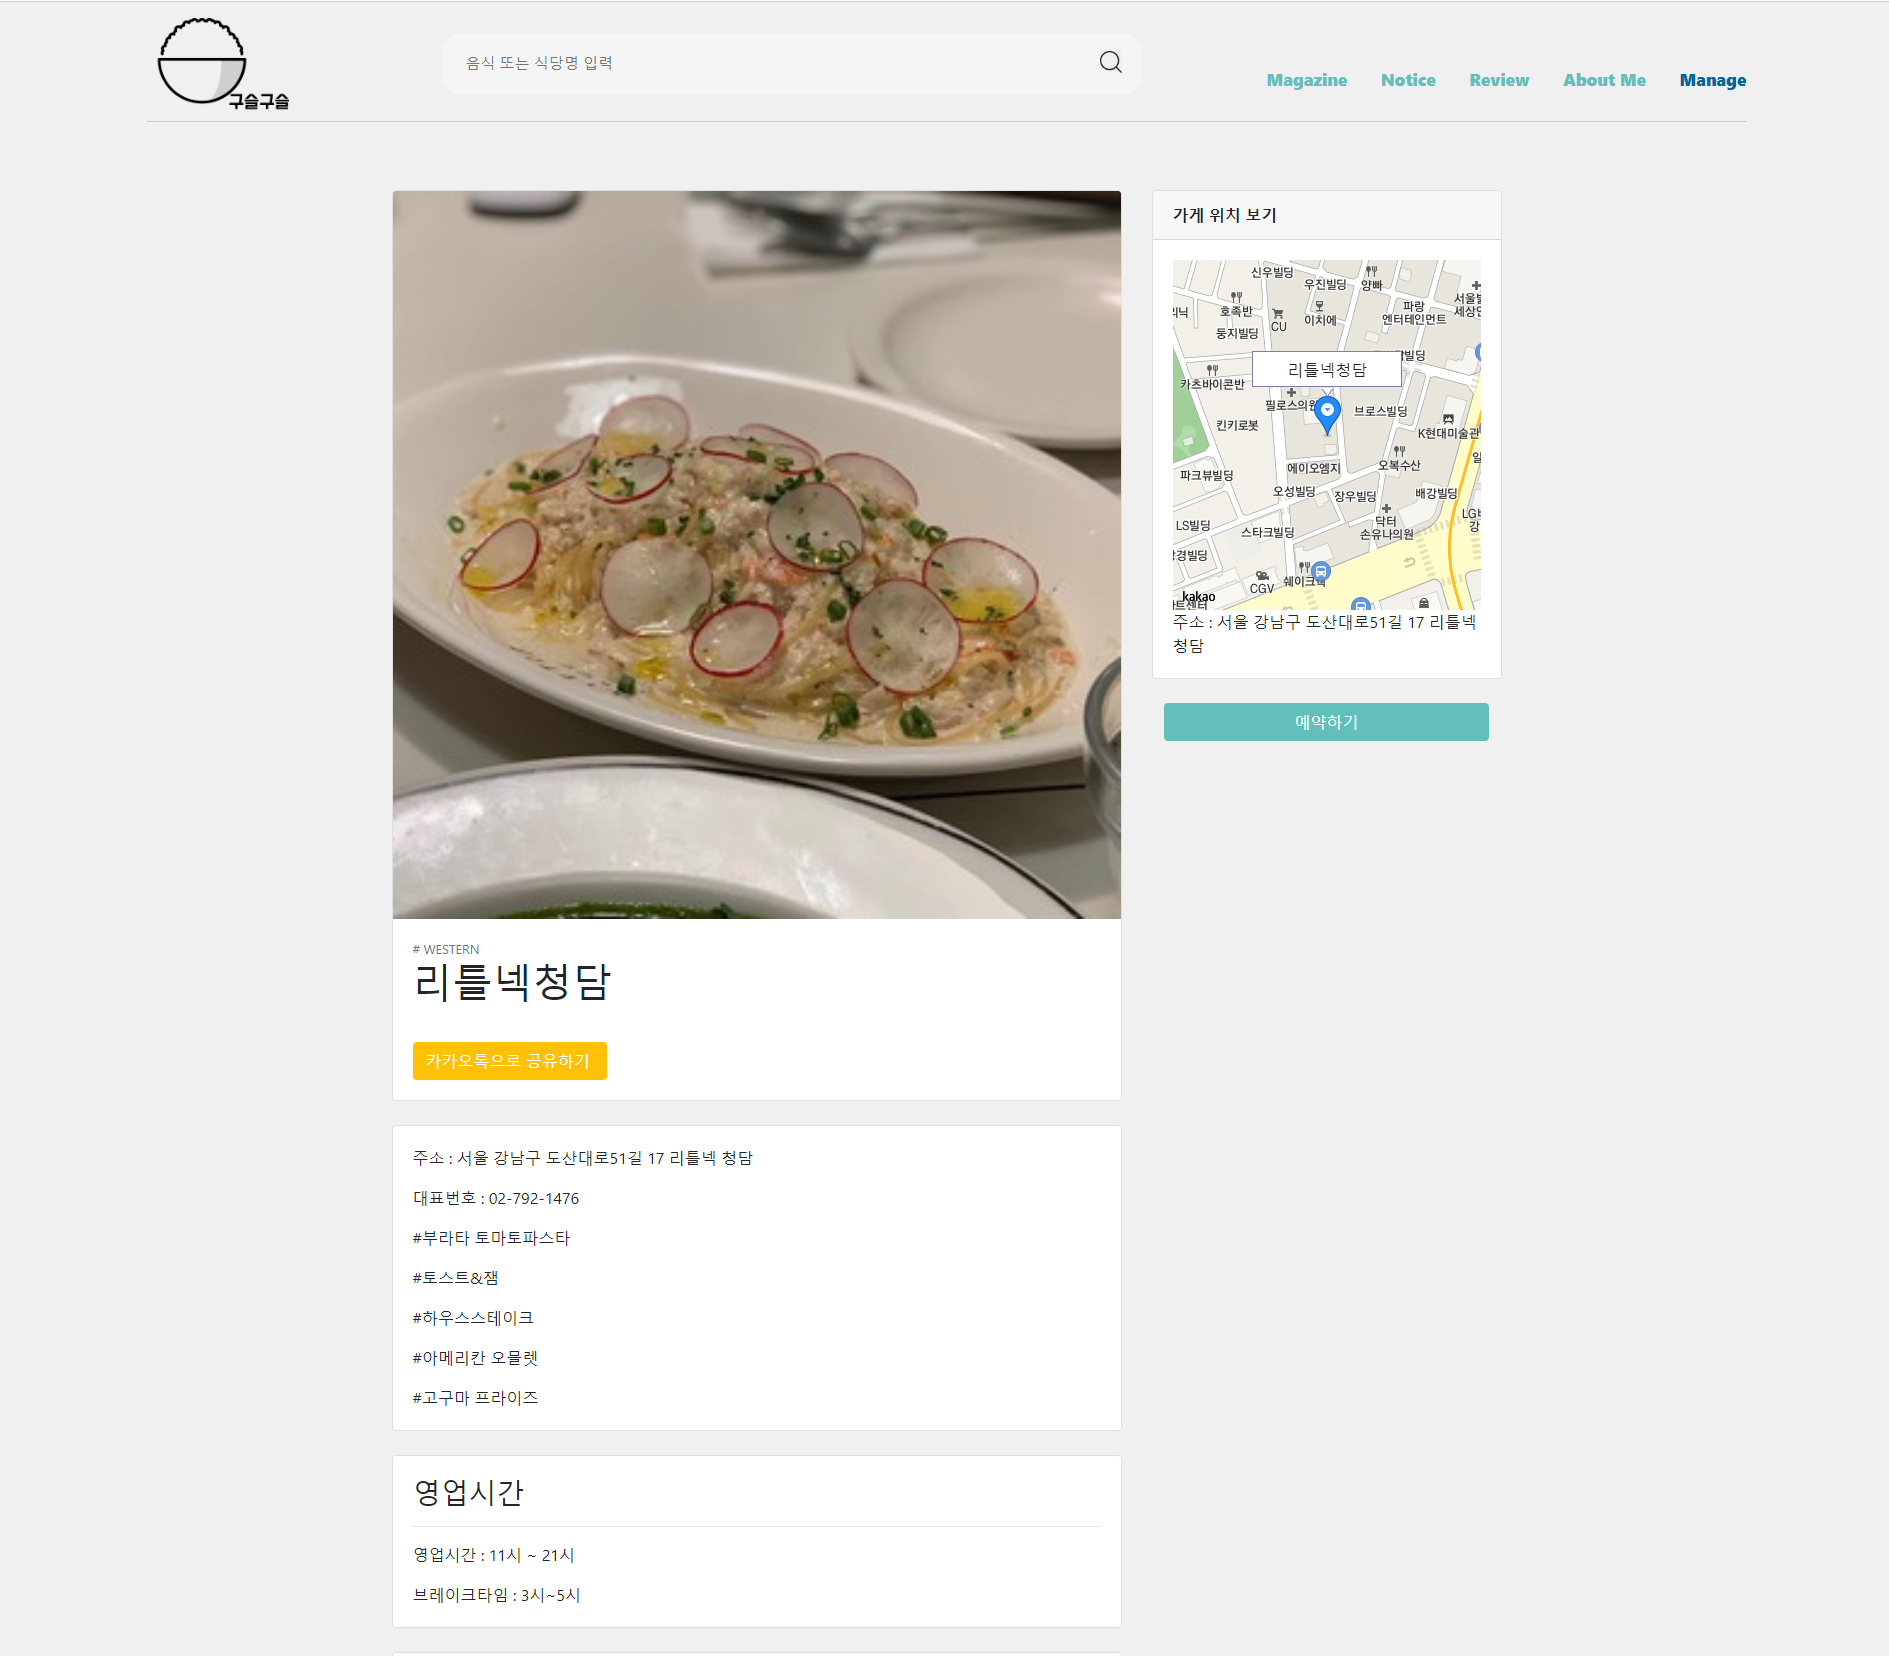 구슬구슬
음식 또는 식당명 입력
Magazine Notice Review About Me Manage
# WESTERN
리틀넥청담
카카오톡으로 공유하기
주소 : 서울 강남구 도산대로51길 17 리틀넥 청담
대표번호 : 02-792-1476
#부라타 토마토파스타
#토스트&잼
#하우스스테이크
#아메리칸 오믈렛
#고구마 프라이즈
영업시간
영업시간 : 11시 ~ 21시
브레이크타임 : 3시~5시
가게 위치 보기
신우빌딩
우진빌딩
양빠
호족반
CU
이치에
파랑
엔터테인먼트
둥지빌딩
리틀넥청담
카츠바이콘반
필로스의원
브로스빌딩
킨키로봇
K현대미술관
파크뷰빌딩
에이오엠지
오복수산
오성빌딩
장우빌딩
배강빌딩
LS빌딩
스타크빌딩
닥터
손유나의원
CGV
kakao
주소 : 서울 강남구 도산대로51길 17 리틀넥
청담
예약하기